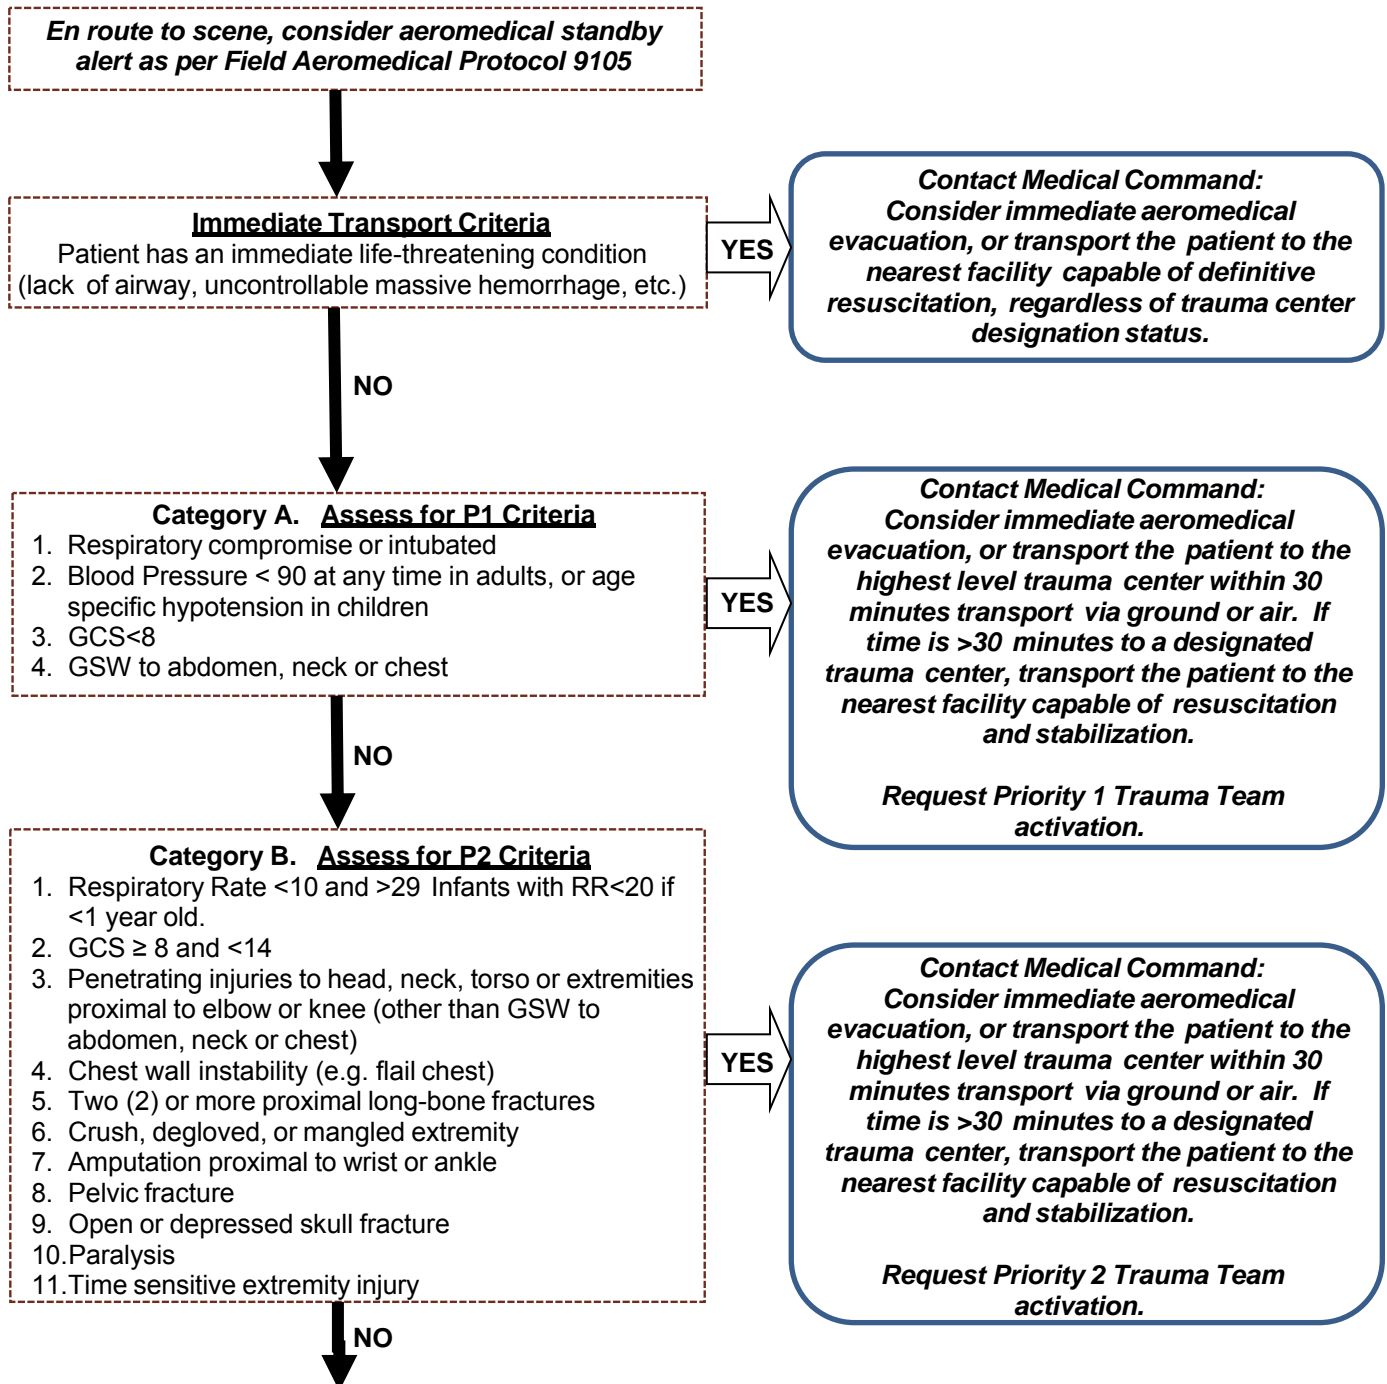 En route to scene, consider aeromedical standby
alert as per Field Aeromedical Protocol 9105
Immediate Transport Criteria
Patient has an immediate life-threatening condition
(lack of airway, uncontrollable massive hemorrhage, etc.)
YES
Contact Medical Command:
Consider immediate aeromedical
evacuation, or transport the patient to the
nearest facility capable of definitive
resuscitation, regardless of trauma center
designation status.
NO
Category A. Assess for P1 Criteria
1. Respiratory compromise or intubated
2. Blood Pressure < 90 at any time in adults, or age
specific hypotension in children
3. GCS<8
4. GSW to abdomen, neck or chest
YES
Contact Medical Command:
Consider immediate aeromedical
evacuation, or transport the patient to the
highest level trauma center within 30
minutes transport via ground or air. If
time is >30 minutes to a designated
trauma center, transport the patient to the
nearest facility capable of resuscitation
and stabilization.
Request Priority 1 Trauma Team
activation.
NO
Category B. Assess for P2 Criteria
1. Respiratory Rate <10 and >29 Infants with RR<20 if
<1 year old.
2. GCS ≥ 8 and <14
3. Penetrating injuries to head, neck, torso or extremities
proximal to elbow or knee (other than GSW to
abdomen, neck or chest)
4. Chest wall instability (e.g. flail chest)
5. Two (2) or more proximal long-bone fractures
6. Crush, degloved, or mangled extremity
7. Amputation proximal to wrist or ankle
8. Pelvic fracture
9. Open or depressed skull fracture
10.Paralysis
11.Time sensitive extremity injury
YES
Contact Medical Command:
Consider immediate aeromedical
evacuation, or transport the patient to the
highest level trauma center within 30
minutes transport via ground or air. If
time is >30 minutes to a designated
trauma center, transport the patient to the
nearest facility capable of resuscitation
and stabilization.
Request Priority 2 Trauma Team
activation.
NO